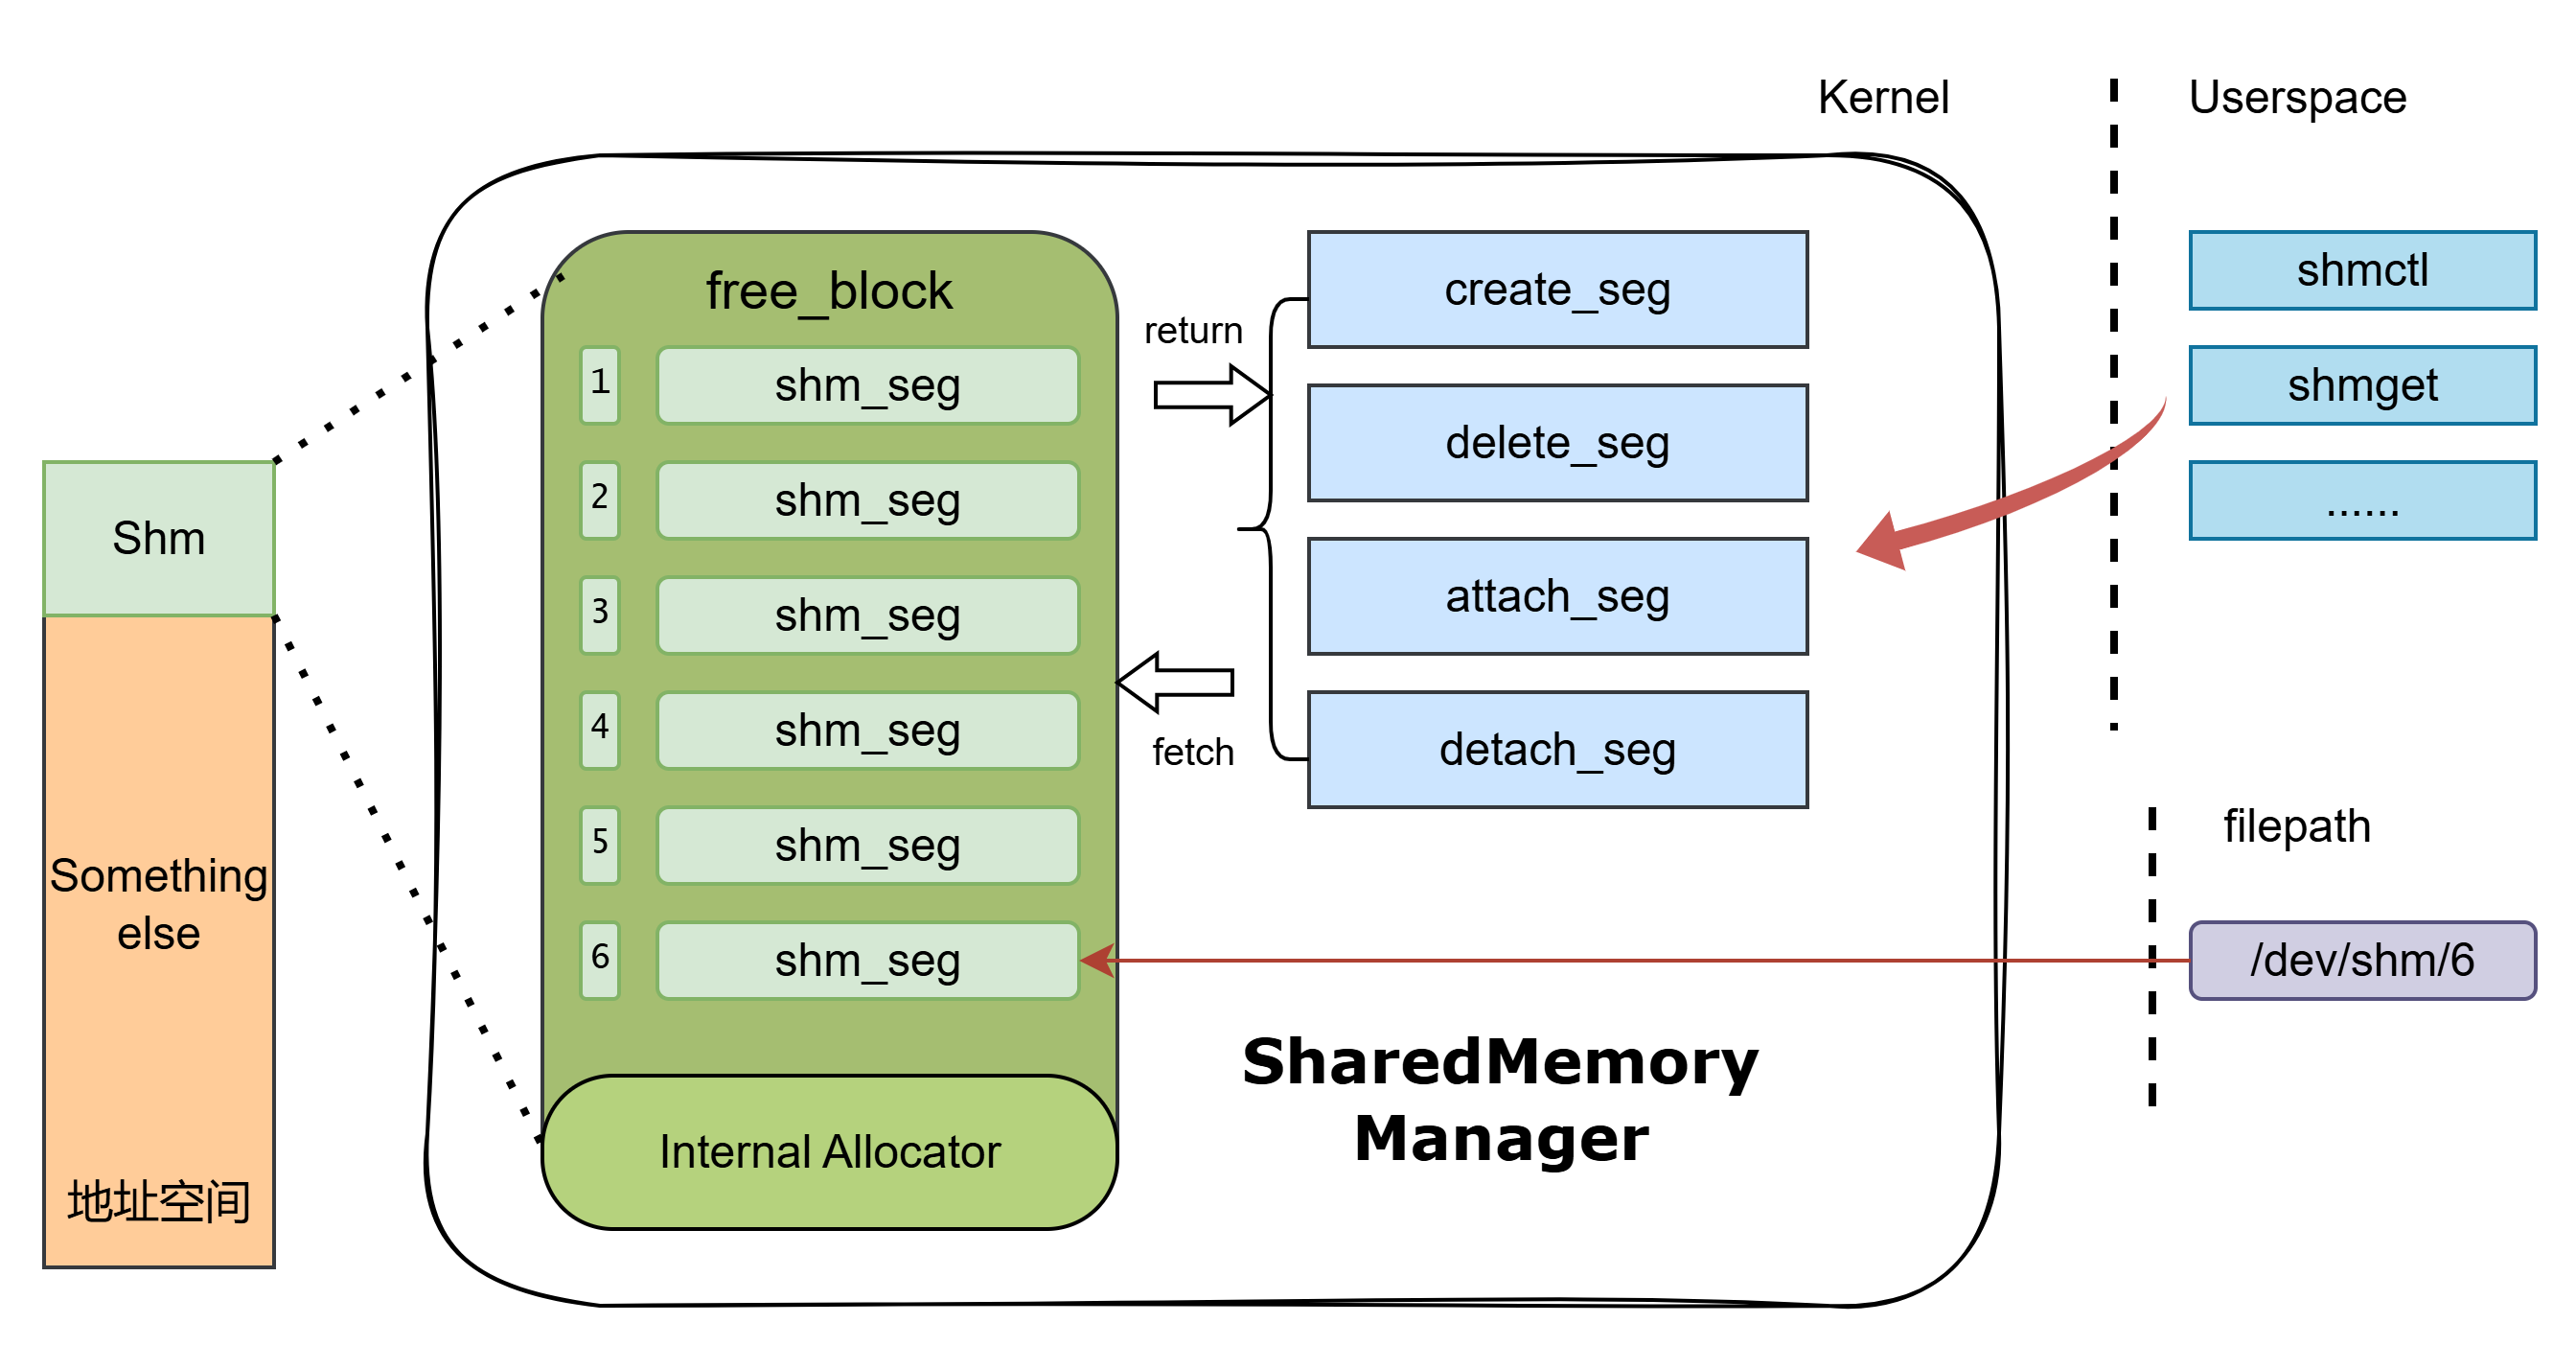 Kernel
Userspace
free_block
1
shm_seg
2
shm_seg
3
shm_seg
4
shm_seg
5
shm_seg
6
shm_seg
Internal Allocator
return
fetch
create_seg
delete_seg
attach_seg
detach_seg
shmctl
shmget
......
filepath
/dev/shm/6
Shm
Something
else
地址空间
SharedMemory
Manager